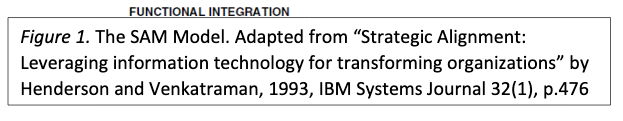 FUNCTIONAL INTEGRATION
Figure 1. The SAM Model. Adapted from “Strategic Alignment:
Leveraging information technology for transforming organizations” by
Henderson and Venkatraman, 1993, IBM Systems Journal 32(1), p.476